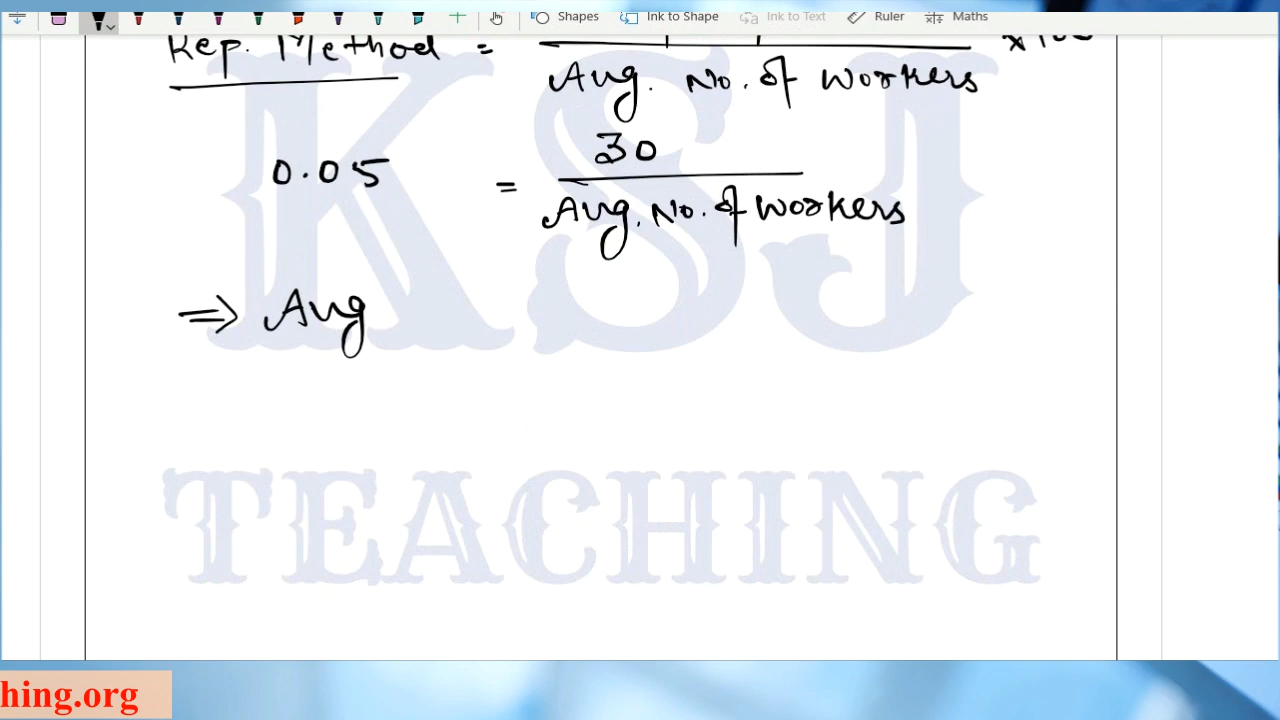 Shapes Ink to Shape Ink to Text Ruler Maths
Rep. Method =
Avg. No. of Workers
0.05 = 30
Avg. No. of Workers
⇒ Avg
KSJ
TEACHING
hing.org